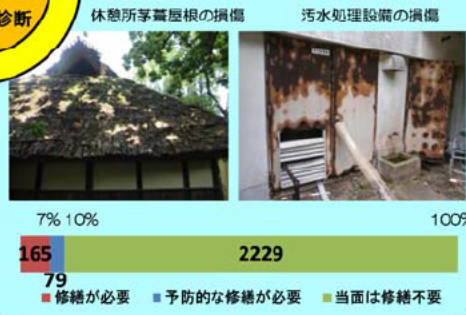 診断
休憩所茅葺屋根の損傷
汚水処理設備の損傷
7% 10% 100%
165 2229
79
■修繕が必要 ■予防的な修繕が必要 ■当面は修繕不要